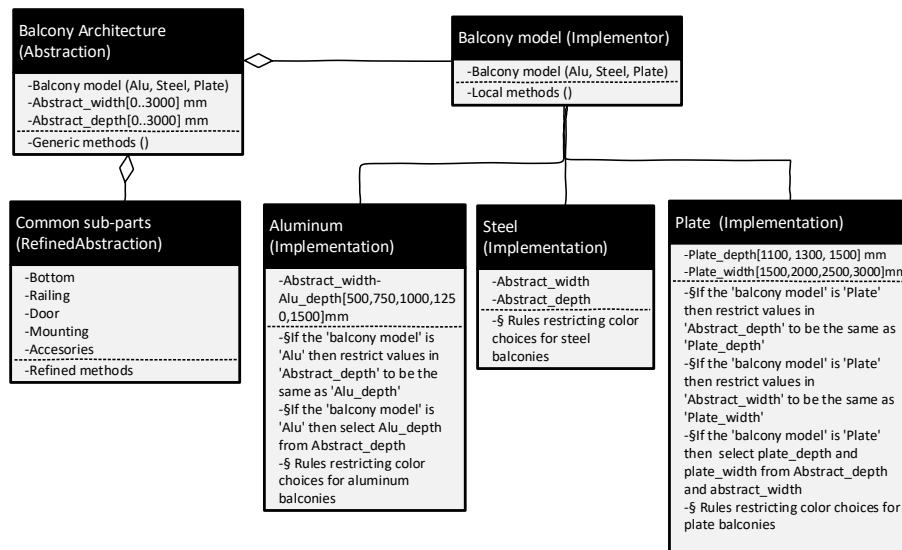 Balcony Architecture
(Abstraction)
-Balcony model (Alu, Steel, Plate)
-Abstract_width[0..3000] mm
-Abstract_depth[0..3000] mm
-Generic methods ()
Balcony model (Implementor)
-Balcony model (Alu, Steel, Plate)
-Local methods ()
Common sub-parts
(RefinedAbstraction)
-Bottom
-Railing
-Door
-Mounting
-Accesories
-Refined methods
Aluminum
(Implementation)
-Abstract_width-
Alu_depth[500,750,1000,125
0,1500]mm
-§If the 'balcony model' is
'Alu' then restrict values in
'Abstract_depth' to be the
same as 'Alu_depth'
-§If the 'balcony model' is
'Alu' then select Alu_depth
from Abstract_depth
-§ Rules restricting color
choices for aluminum
balconies
Steel
(Implementation)
-Abstract_width
-Abstract_depth
-§ Rules restricting color
choices for steel
balconies
Plate (Implementation)
-Plate_depth[1100, 1300, 1500] mm
-Plate_width[1500,2000,2500,3000]mm
-§If the 'balcony model' is 'Plate'
then restrict values in
'Abstract_depth' to be the same as
'Plate_depth'
-§If the 'balcony model' is 'Plate'
then restrict values in
'Abstract_width' to be the same as
'Plate_width'
-§If the 'balcony model' is 'Plate'
then select plate_depth and
plate_width from Abstract_depth
and abstract_width
-§ Rules restricting color choices for
plate balconies